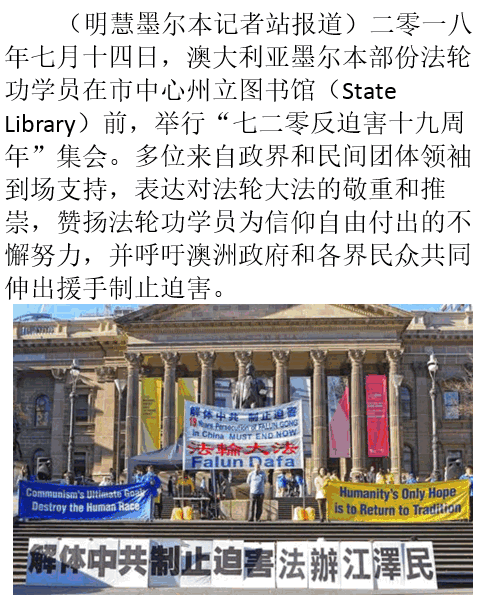 （明慧墨尔本记者站报道）二零一八
年七月十四日，澳大利亚墨尔本部份法轮
功学员在市中心州立图书馆（State
Library）前，举行“七二零反迫害十九周
年”集会。多位来自政界和民间团体领袖
到场支持，表达对法轮大法的敬重和推
崇，赞扬法轮功学员为信仰自由付出的不
懈努力，并呼吁澳洲政府和各界民众共同
伸出援手制止迫害。
解体中共 制止迫害
19 Years Persecution of FALUN GONG
in China MUST END NOW
法輪大法
Falun Dafa
Communism's Ultimate Goal:
Destroy the Human Race
Humanity's Only Hope
is to Return to Tradition
解体中共制止迫害法辦江澤民